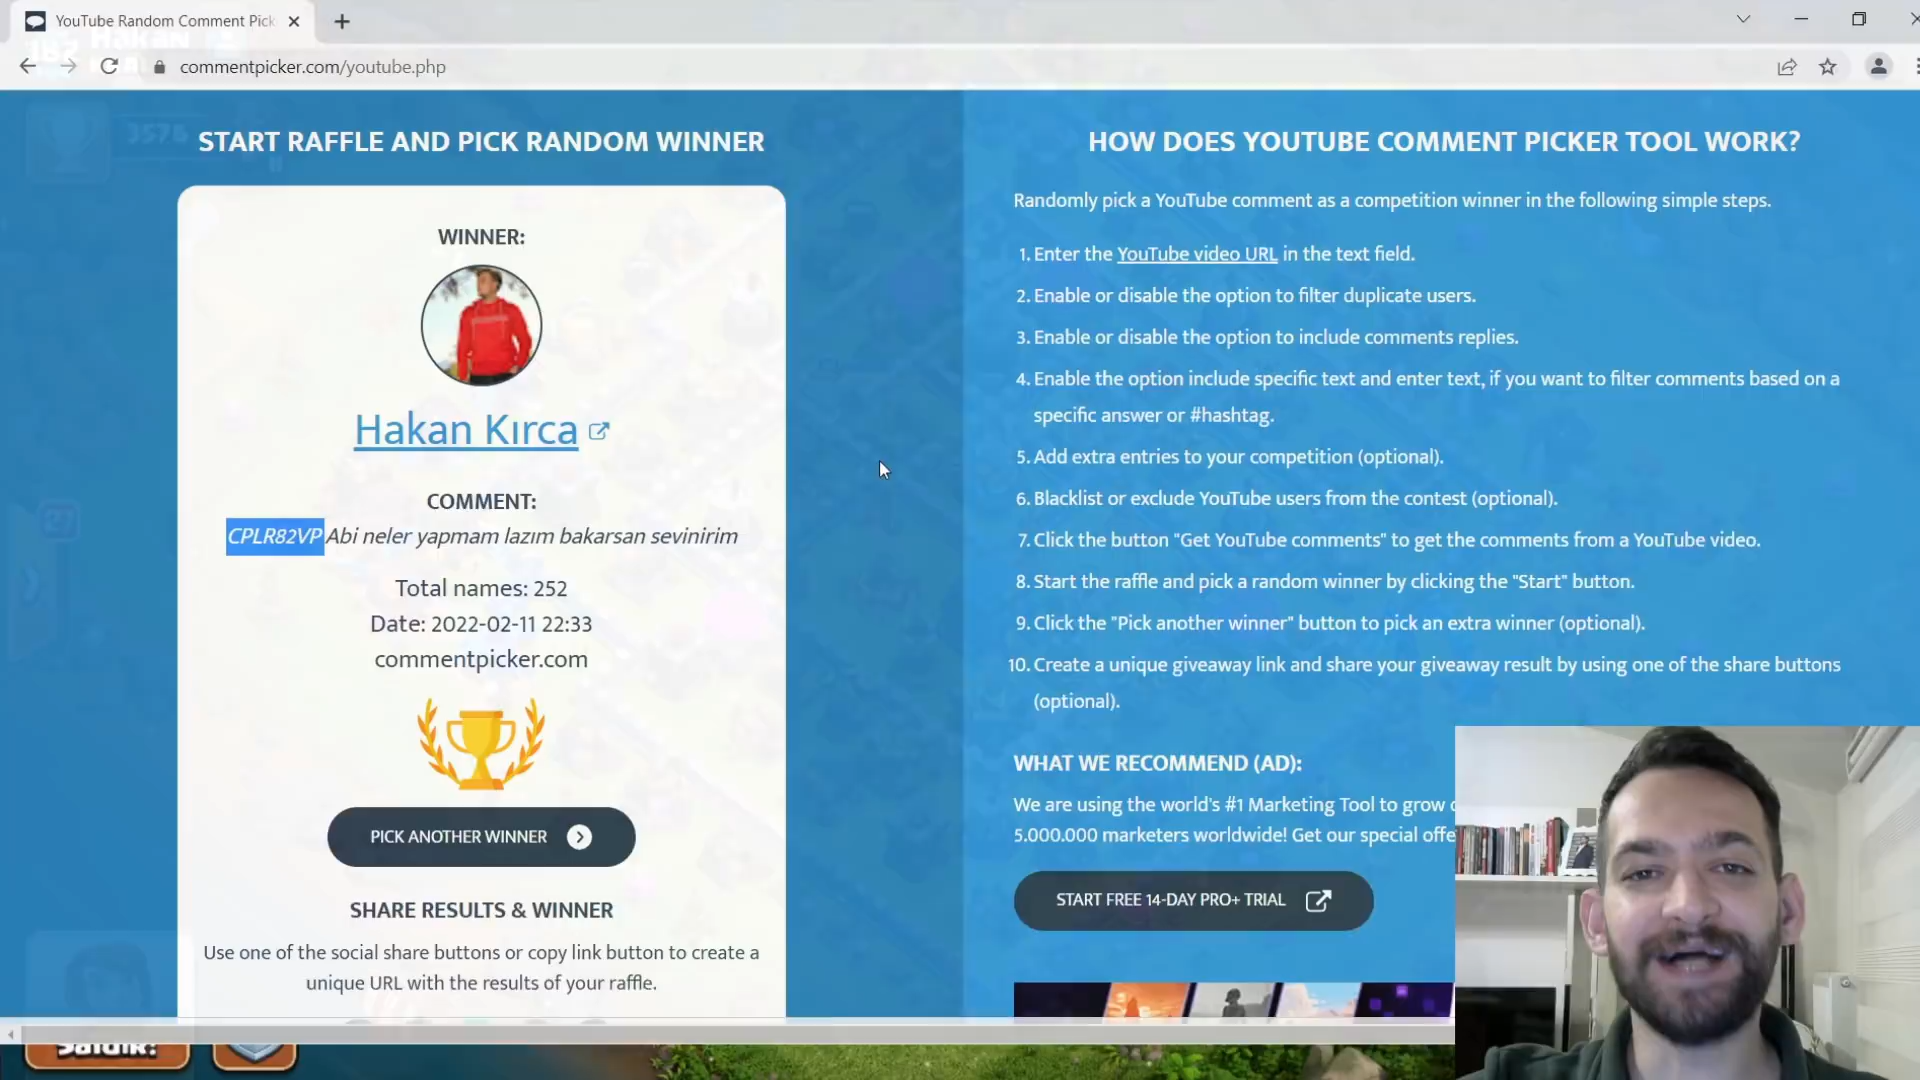 YouTube Random Comment Pick
Hakan
182
commentpicker.com/youtube.php
3576
START RAFFLE AND PICK RANDOM WINNER
WINNER:
Hakan Kırca
COMMENT:
CPLR82VP Abi neler yapmam lazım bakarsan sevinirim
Total names: 252
Date: 2022-02-11 22:33
commentpicker.com
PICK ANOTHER WINNER
SHARE RESULTS & WINNER
Use one of the social share buttons or copy link button to create a
unique URL with the results of your raffle.
27
Saldır!
HOW DOES YOUTUBE COMMENT PICKER TOOL WORK?
Randomly pick a YouTube comment as a competition winner in the following simple steps.
1. Enter the YouTube video URL in the text field.
2. Enable or disable the option to filter duplicate users.
3. Enable or disable the option to include comments replies.
4. Enable the option include specific text and enter text, if you want to filter comments based on a
specific answer or #hashtag.
5. Add extra entries to your competition (optional).
6. Blacklist or exclude YouTube users from the contest (optional).
7. Click the button "Get YouTube comments" to get the comments from a YouTube video.
8. Start the raffle and pick a random winner by clicking the "Start" button.
9. Click the "Pick another winner" button to pick an extra winner (optional).
10. Create a unique giveaway link and share your giveaway result by using one of the share buttons
(optional).
WHAT WE RECOMMEND (AD):
We are using the world's #1 Marketing Tool to grow
5.000.000 marketers worldwide! Get our special offe
START FREE 14-DAY PRO+ TRIAL